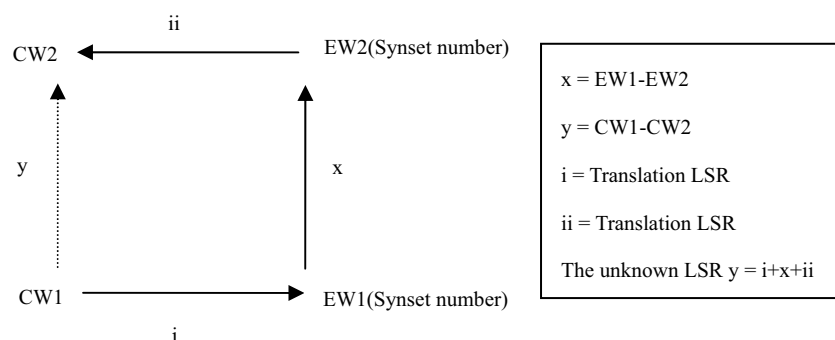 ii
CW2
EW2(Synset number)
y
x
CW1
EW1(Synset number)
i
x = EW1-EW2
y = CW1-CW2
i = Translation LSR
ii = Translation LSR
The unknown LSR y = i+x+ii